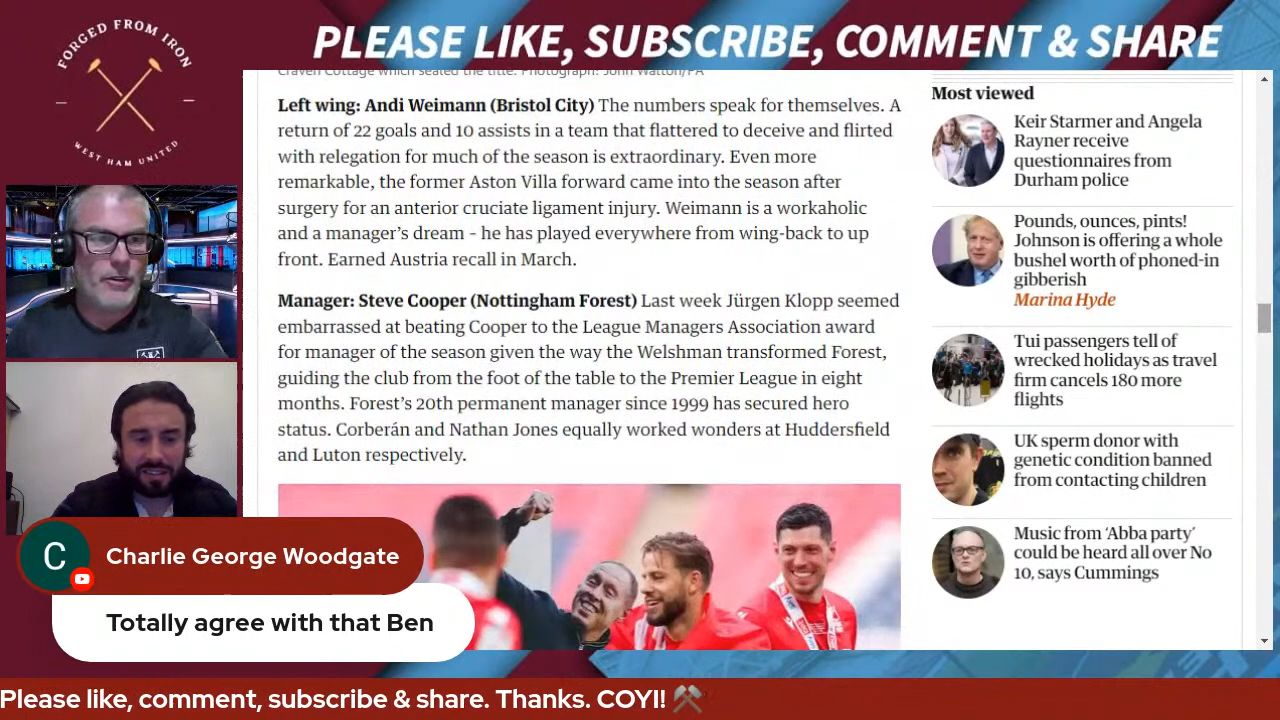 FORGED FROM IRON
WEST HAM UNITED
PLEASE LIKE, SUBSCRIBE, COMMENT & SHARE
Craven Cottage which sealed the title. Photograph: John Walton/PA
Left wing: Andi Weimann (Bristol City) The numbers speak for themselves. A
return of 22 goals and 10 assists in a team that flattered to deceive and flirted
with relegation for much of the season is extraordinary. Even more
remarkable, the former Aston Villa forward came into the season after
surgery for an anterior cruciate ligament injury. Weimann is a workaholic
and a manager's dream – he has played everywhere from wing-back to up
front. Earned Austria recall in March.
Manager: Steve Cooper (Nottingham Forest) Last week Jürgen Klopp seemed
embarrassed at beating Cooper to the League Managers Association award
for manager of the season given the way the Welshman transformed Forest,
guiding the club from the foot of the table to the Premier League in eight
months. Forest's 20th permanent manager since 1999 has secured hero
status. Corberán and Nathan Jones equally worked wonders at Huddersfield
and Luton respectively.
Most viewed
Keir Starmer and Angela
Rayner receive
questionnaires from
Durham police
Pounds, ounces, pints!
Johnson is offering a whole
bushel worth of phoned-in
gibberish
Marina Hyde
Tui passengers tell of
wrecked holidays as travel
firm cancels 180 more
flights
UK sperm donor with
genetic condition banned
from contacting children
Music from ‘Abba party’
could be heard all over No
10, says Cummings
C
Charlie George Woodgate
Totally agree with that Ben
Please like, comment, subscribe & share. Thanks. COYI! ⚒